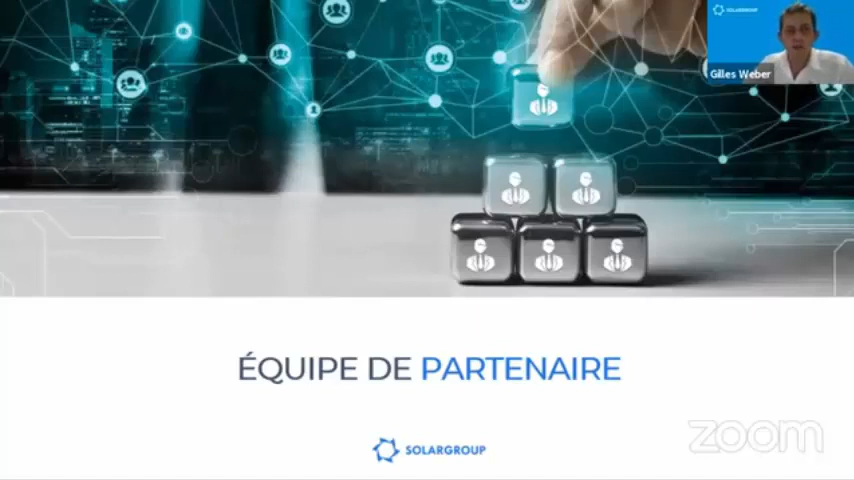 SOLARGROUP
Gilles Weber
ÉQUIPE DE PARTENAIRE
SOLARGROUP
zoom